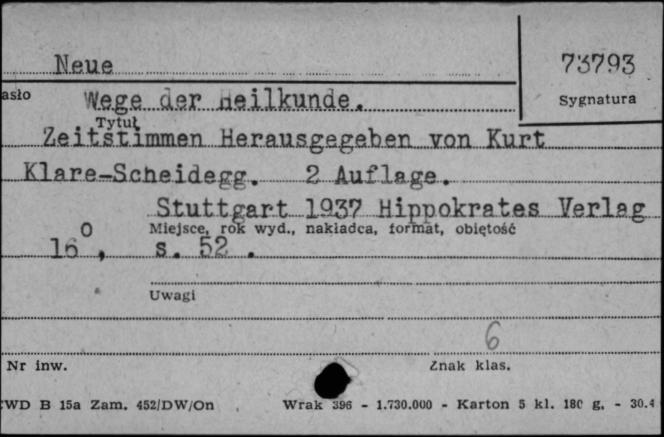 Neue
73793
asło
Wege der Heilkunde.
Sygnatura
Tytuł
Zeitstimmen Herausgegeben von Kurt
Klare-Scheidegg. 2 Auflage.
Stuttgart 1937 Hippokrates Verlag
Miejsce, rok wyd., nakładca, format, obiętość
16°, s. 52 .
Uwagi
6
Nr inw.
Znak klas.
WD B 15a Zam. 452/DW/On Wrak 396 - 1.730.000 - Karton 5 kl. 180 g. - 30.4